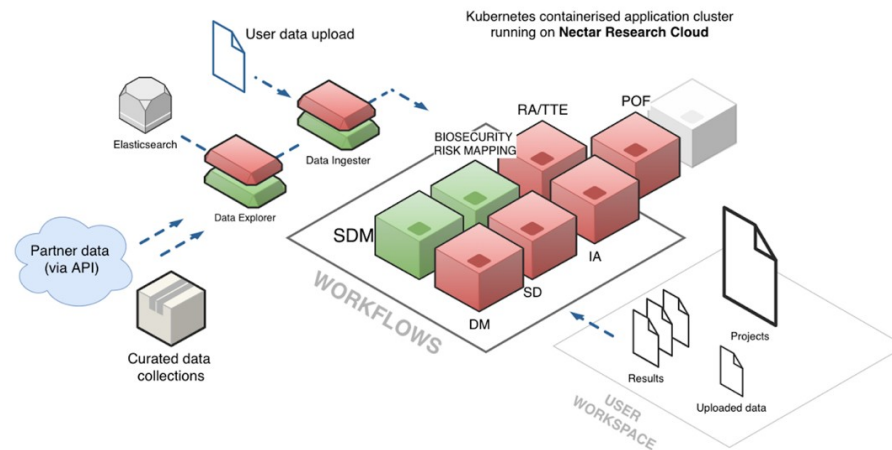 Kubernetes containerised application cluster
running on Nectar Research Cloud
User data upload
Elasticsearch
Data Ingester
Data Explorer
Partner data
(via API)
Curated data
collections
RA/TTE
POF
BIOSECURITY
RISK MAPPING
SDM
IA
SD
DM
WORKFLOWS
Projects
Results
Uploaded data
USER
WORKSPACE